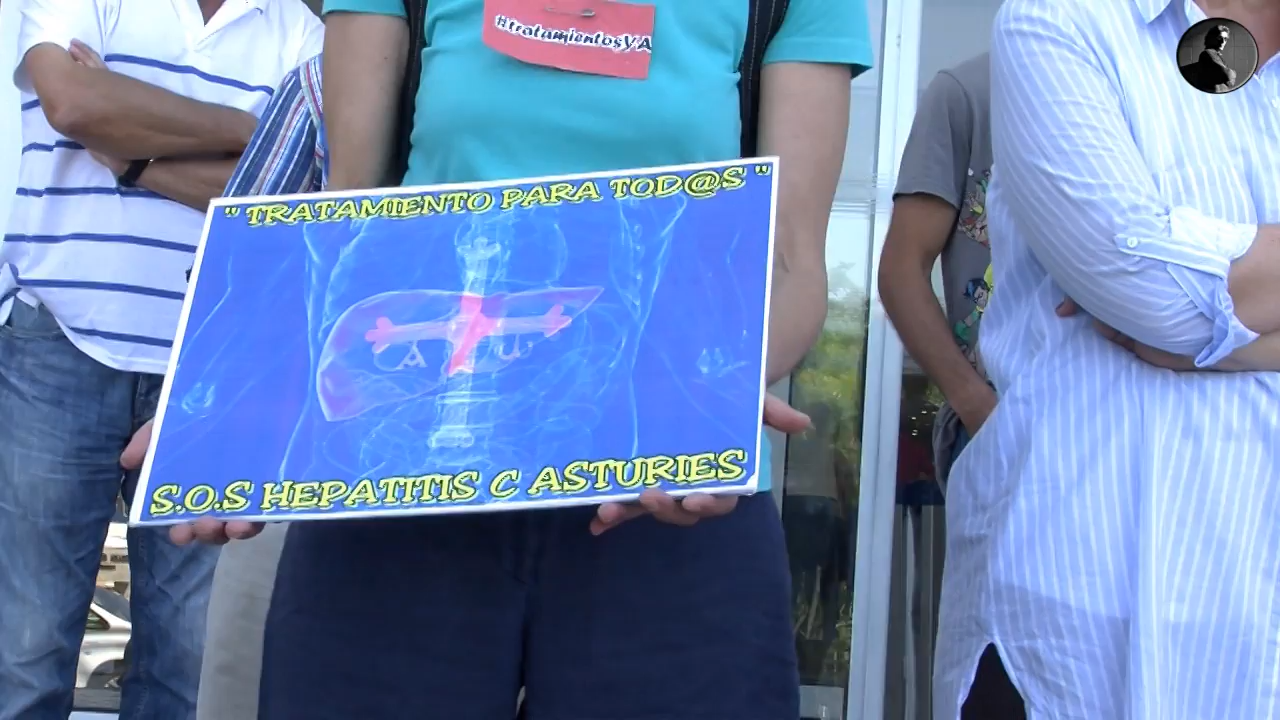 #tratamientosYA
" TRATAMIENTO PARA TOD@S "
A ω
S.O.S HEPATITIS C ASTURIES